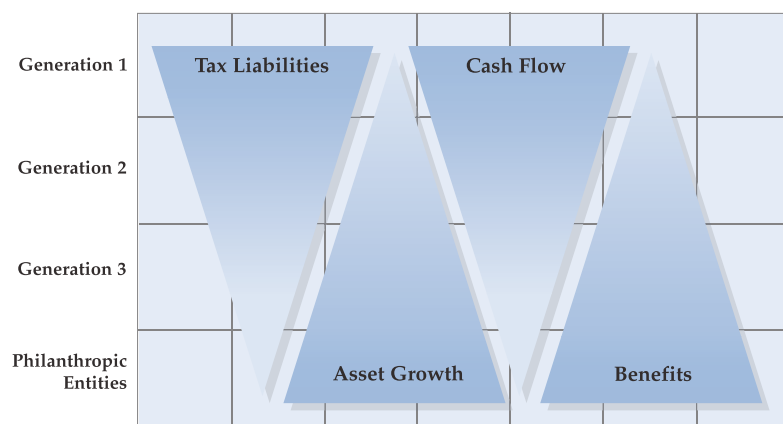 Generation 1
Tax Liabilities
Cash Flow
Generation 2
Generation 3
Philanthropic
Entities
Asset Growth
Benefits